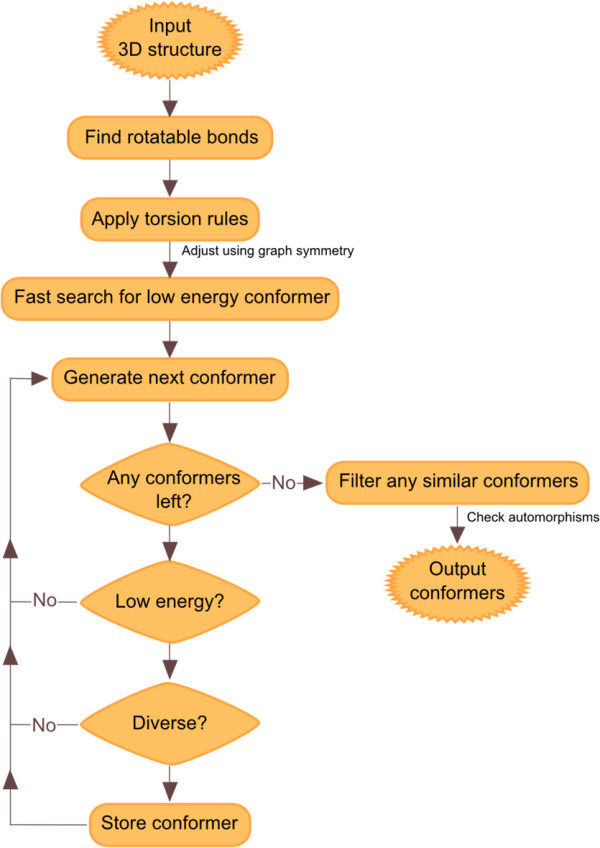 Input
3D structure
Find rotatable bonds
Apply torsion rules
Adjust using graph symmetry
Fast search for low energy conformer
Generate next conformer
Any conformers
left?
No
Filter any similar conformers
Check automorphisms
Output
conformers
Low energy?
No
Diverse?
No
Store conformer